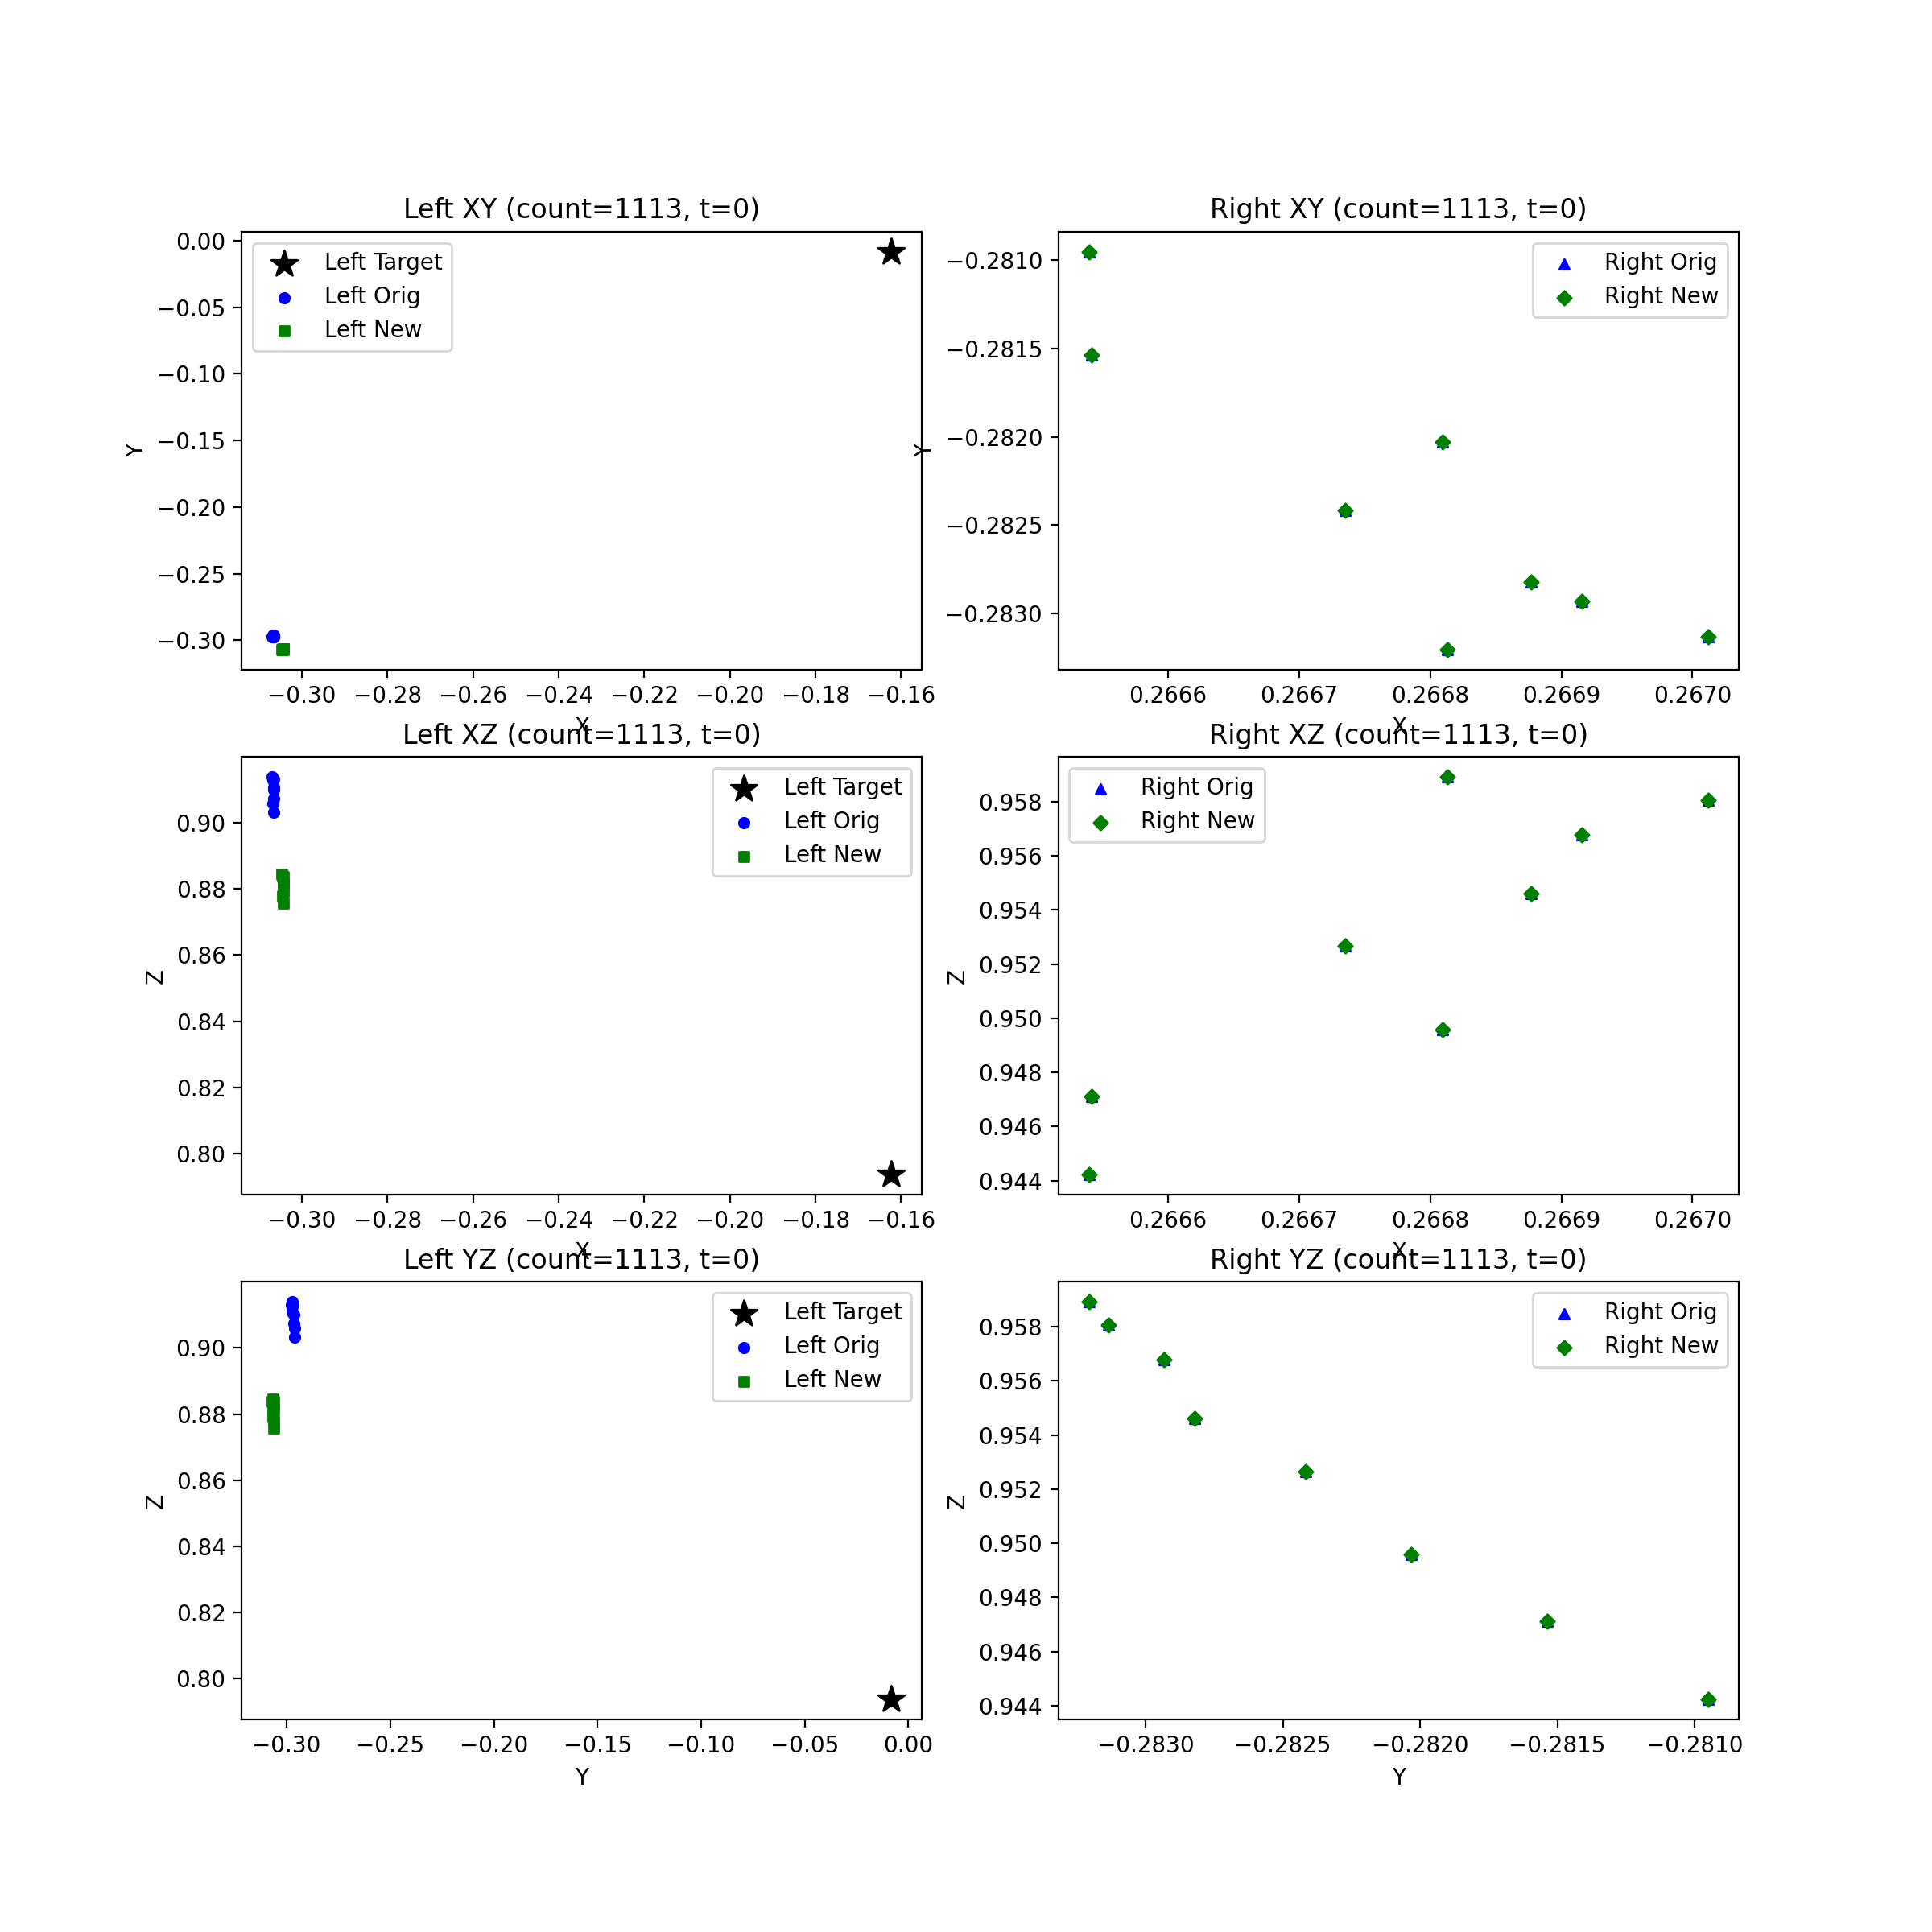 Left XY (count=1113, t=0)
0.00
−0.05
−0.10
−0.15
−0.20
−0.25
−0.30
Y
Left Target
Left Orig
Left New
−0.30 −0.28 −0.26 −0.24 −0.22 −0.20 −0.18 −0.16
X
Right XY (count=1113, t=0)
−0.2810
−0.2815
−0.2820
−0.2825
−0.2830
Y
Right Orig
Right New
0.2666 0.2667 0.2668 0.2669 0.2670
X
Left XZ (count=1113, t=0)
0.90
0.88
0.86
0.84
0.82
0.80
Z
Left Target
Left Orig
Left New
−0.30 −0.28 −0.26 −0.24 −0.22 −0.20 −0.18 −0.16
X
Right XZ (count=1113, t=0)
0.958
0.956
0.954
0.952
0.950
0.948
0.946
0.944
Z
Right Orig
Right New
0.2666 0.2667 0.2668 0.2669 0.2670
X
Left YZ (count=1113, t=0)
0.90
0.88
0.86
0.84
0.82
0.80
Z
Left Target
Left Orig
Left New
−0.30 −0.25 −0.20 −0.15 −0.10 −0.05 0.00
Y
Right YZ (count=1113, t=0)
0.958
0.956
0.954
0.952
0.950
0.948
0.946
0.944
Z
Right Orig
Right New
−0.2830 −0.2825 −0.2820 −0.2815 −0.2810
Y